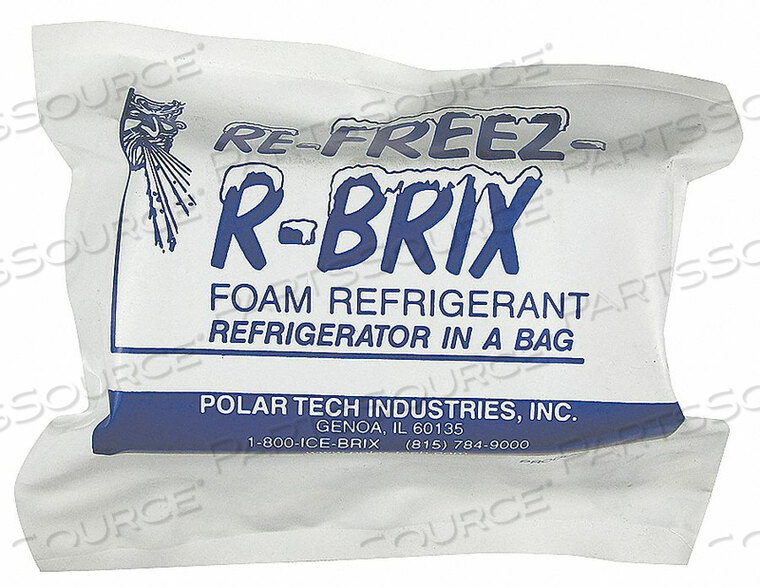 RE-FREEZ-
R-BRIX
FOAM REFRIGERANT
REFRIGERATOR IN A BAG
POLAR TECH INDUSTRIES, INC.
GENOA, IL 60135
1-800-ICE-BRIX (815) 784-9000
PARTSSOURCE